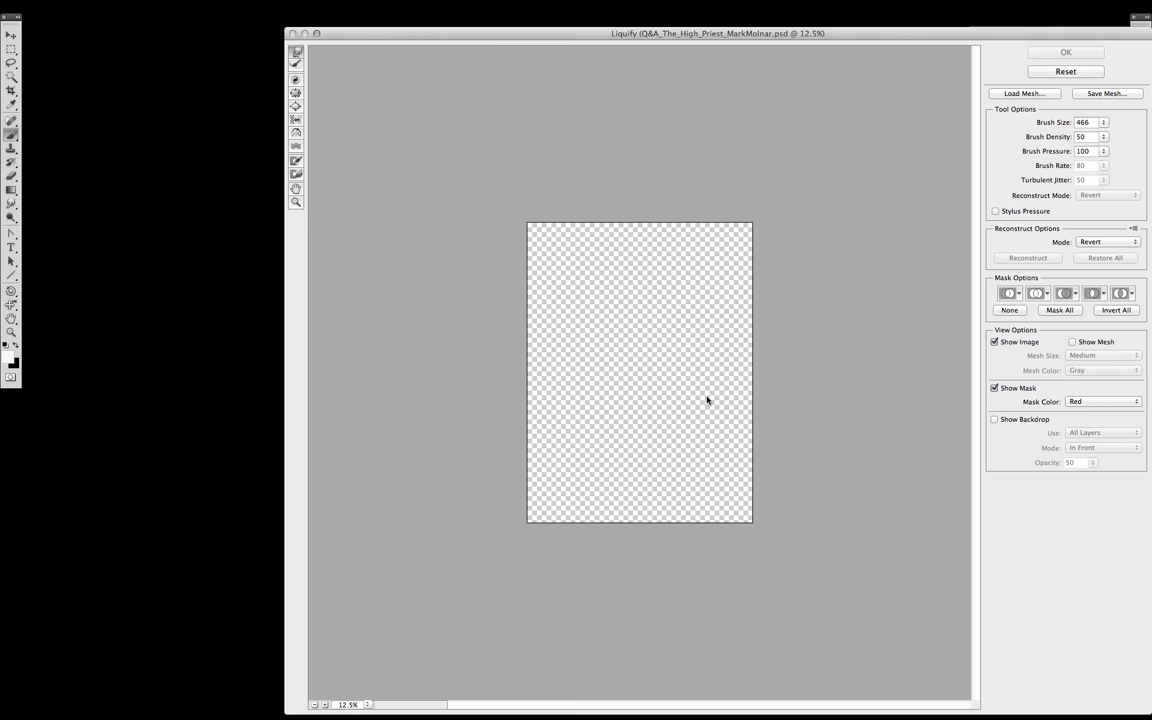 Liquify (Q&A_The_High_Priest_MarkMolnar.psd @ 12.5%)
OK
Reset
Load Mesh... Save Mesh...
Tool Options
Brush Size: 466
Brush Density: 50
Brush Pressure: 100
Brush Rate: 80
Turbulent Jitter: 50
Reconstruct Mode: Revert
Stylus Pressure
Reconstruct Options
Mode: Revert
Reconstruct Restore All
Mask Options
None Mask All Invert All
View Options
Show Image Show Mesh
Mesh Size: Medium
Mesh Color: Gray
Show Mask
Mask Color: Red
Show Backdrop
Use: All Layers
Mode: In Front
Opacity: 50
12.5%